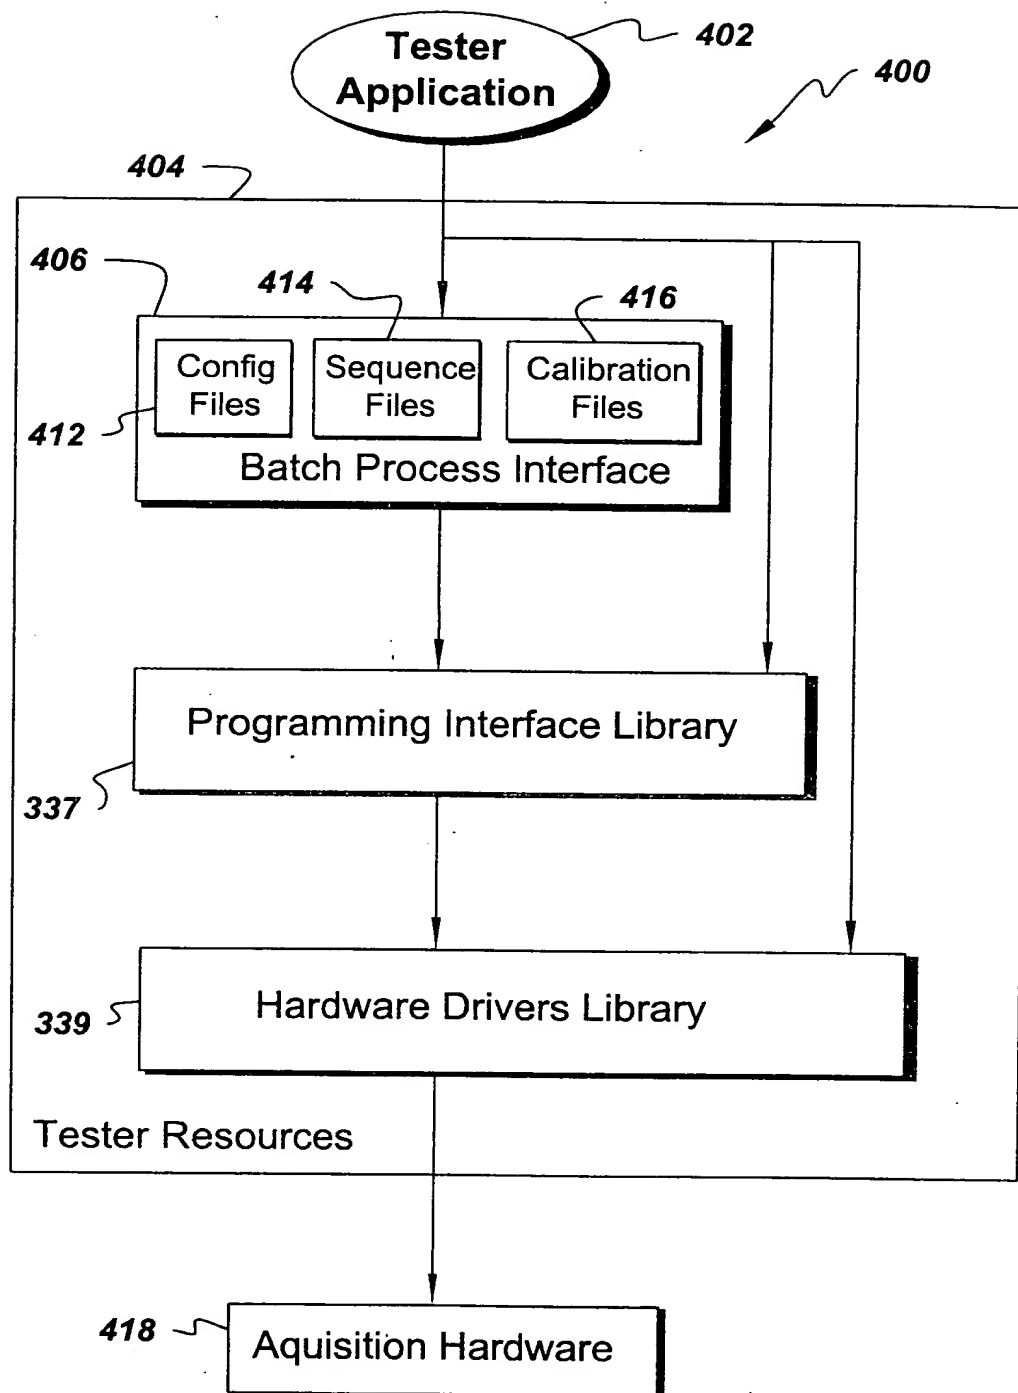 Tester
Application
402
400
404
406
414
416
Config
Files
Sequence
Files
Calibration
Files
412
Batch Process Interface
Programming Interface Library
337
Hardware Drivers Library
339
Tester Resources
418
Aquisition Hardware